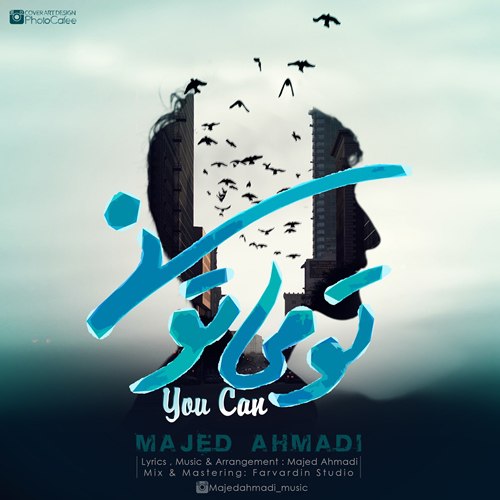 COVER ART DESIGN
PhotoCafee
تو می تونی
You Can
MAJED AHMADI
Lyrics . Music & Arrangement : Majed Ahmadi
Mix & Mastering: Farvardin Studio
Majedahmadi_music